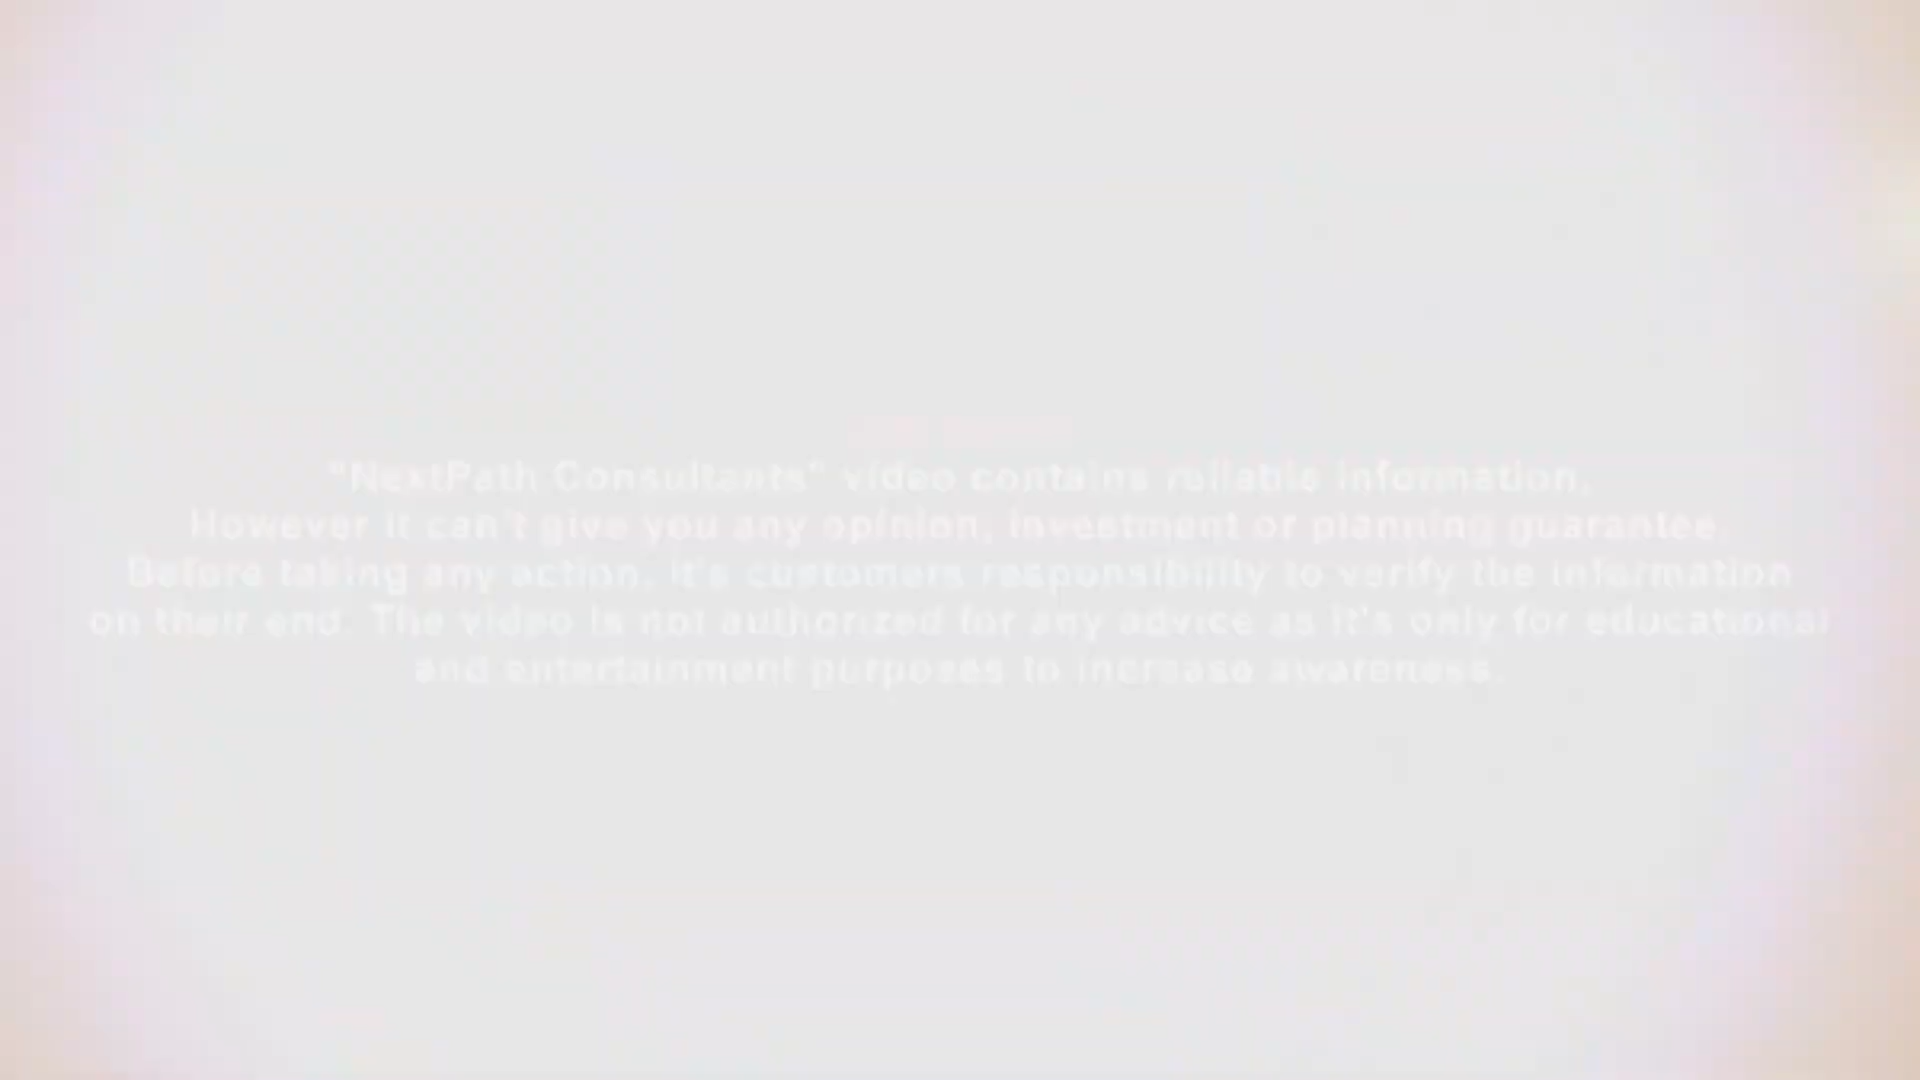 "NextPath Consultants" video contains reliable information.
However it can't give you any opinion, investment or planning guarantee.
Before taking any action, it's customers responsibility to verify the information
on their end. The video is not authorized for any advice as it's only for educational
and entertainment purposes to increase awareness.